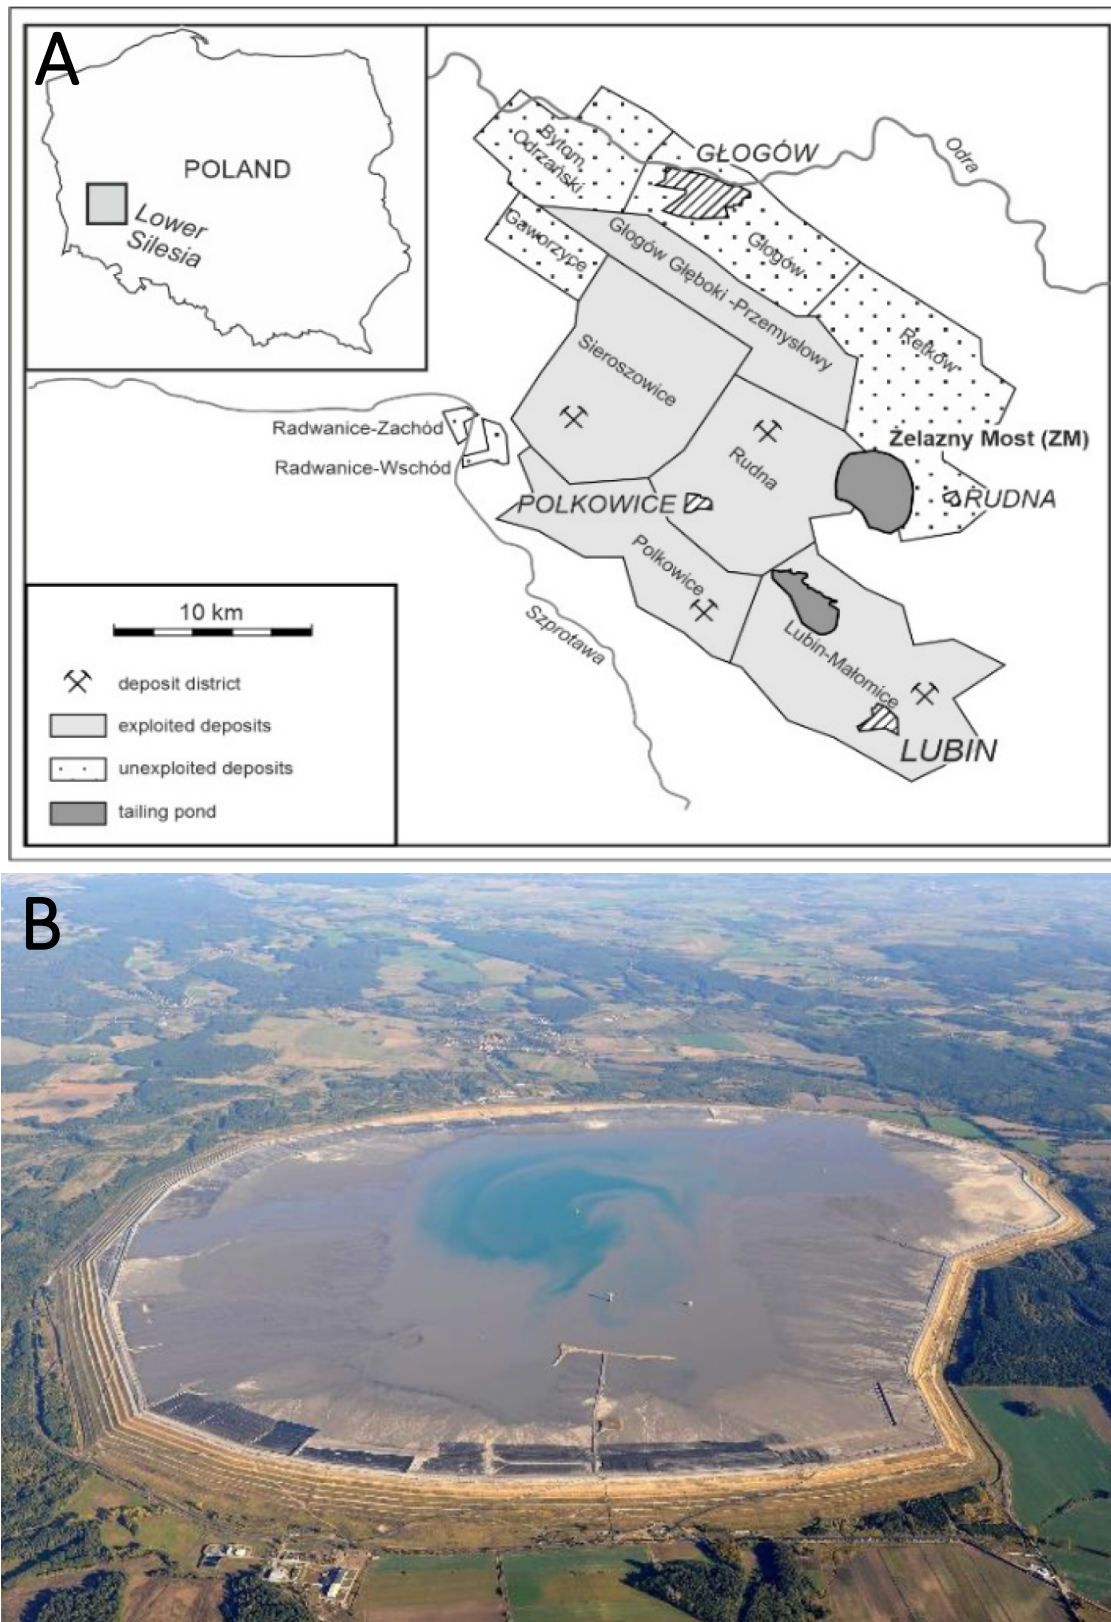 A
POLAND
Lower
Silesia
Odra
GŁOGÓW
Bytom
Odrzański
Gaworzyce
Głogów Głęboki -Przemysłowy
Głogów
Retków
Sieroszowice
Radwanice-Zachód
Radwanice-Wschód
Rudna
Żelazny Most (ZM)
RUDNA
POLKOWICE
Polkowice
Szprotawa
Lubin-Małomice
LUBIN
10 km
deposit district
exploited deposits
unexploited deposits
tailing pond
B